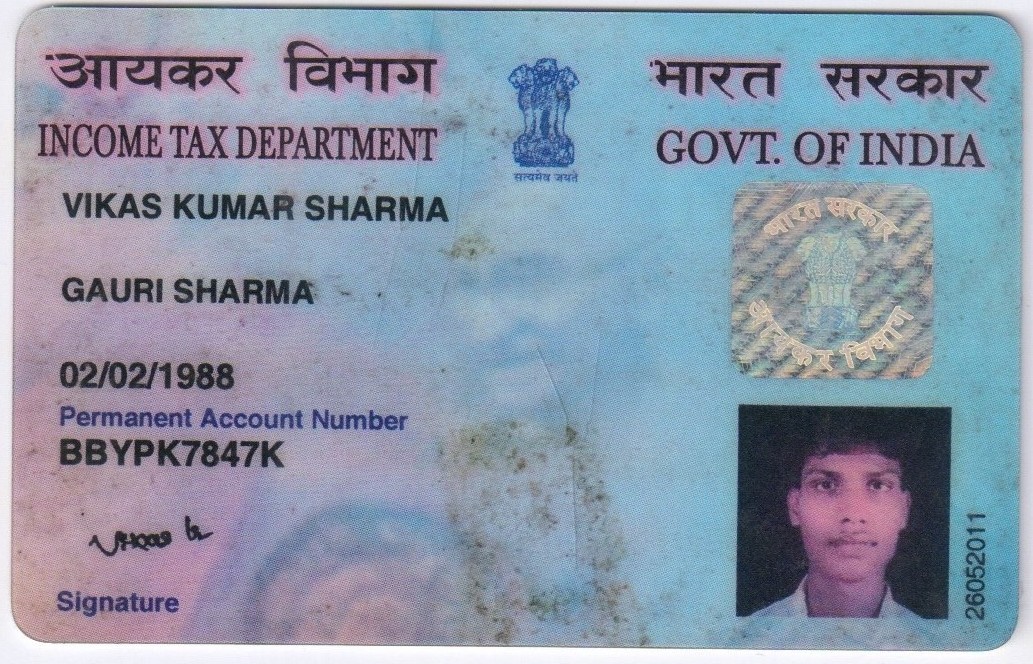 आयकर विभाग
INCOME TAX DEPARTMENT
सत्यमेव जयते
भारत सरकार
GOVT. OF INDIA
VIKAS KUMAR SHARMA
GAURI SHARMA
02/02/1988
Permanent Account Number
BBYPK7847K
Signature
भारत सरकार
आयकर विभाग
26052011